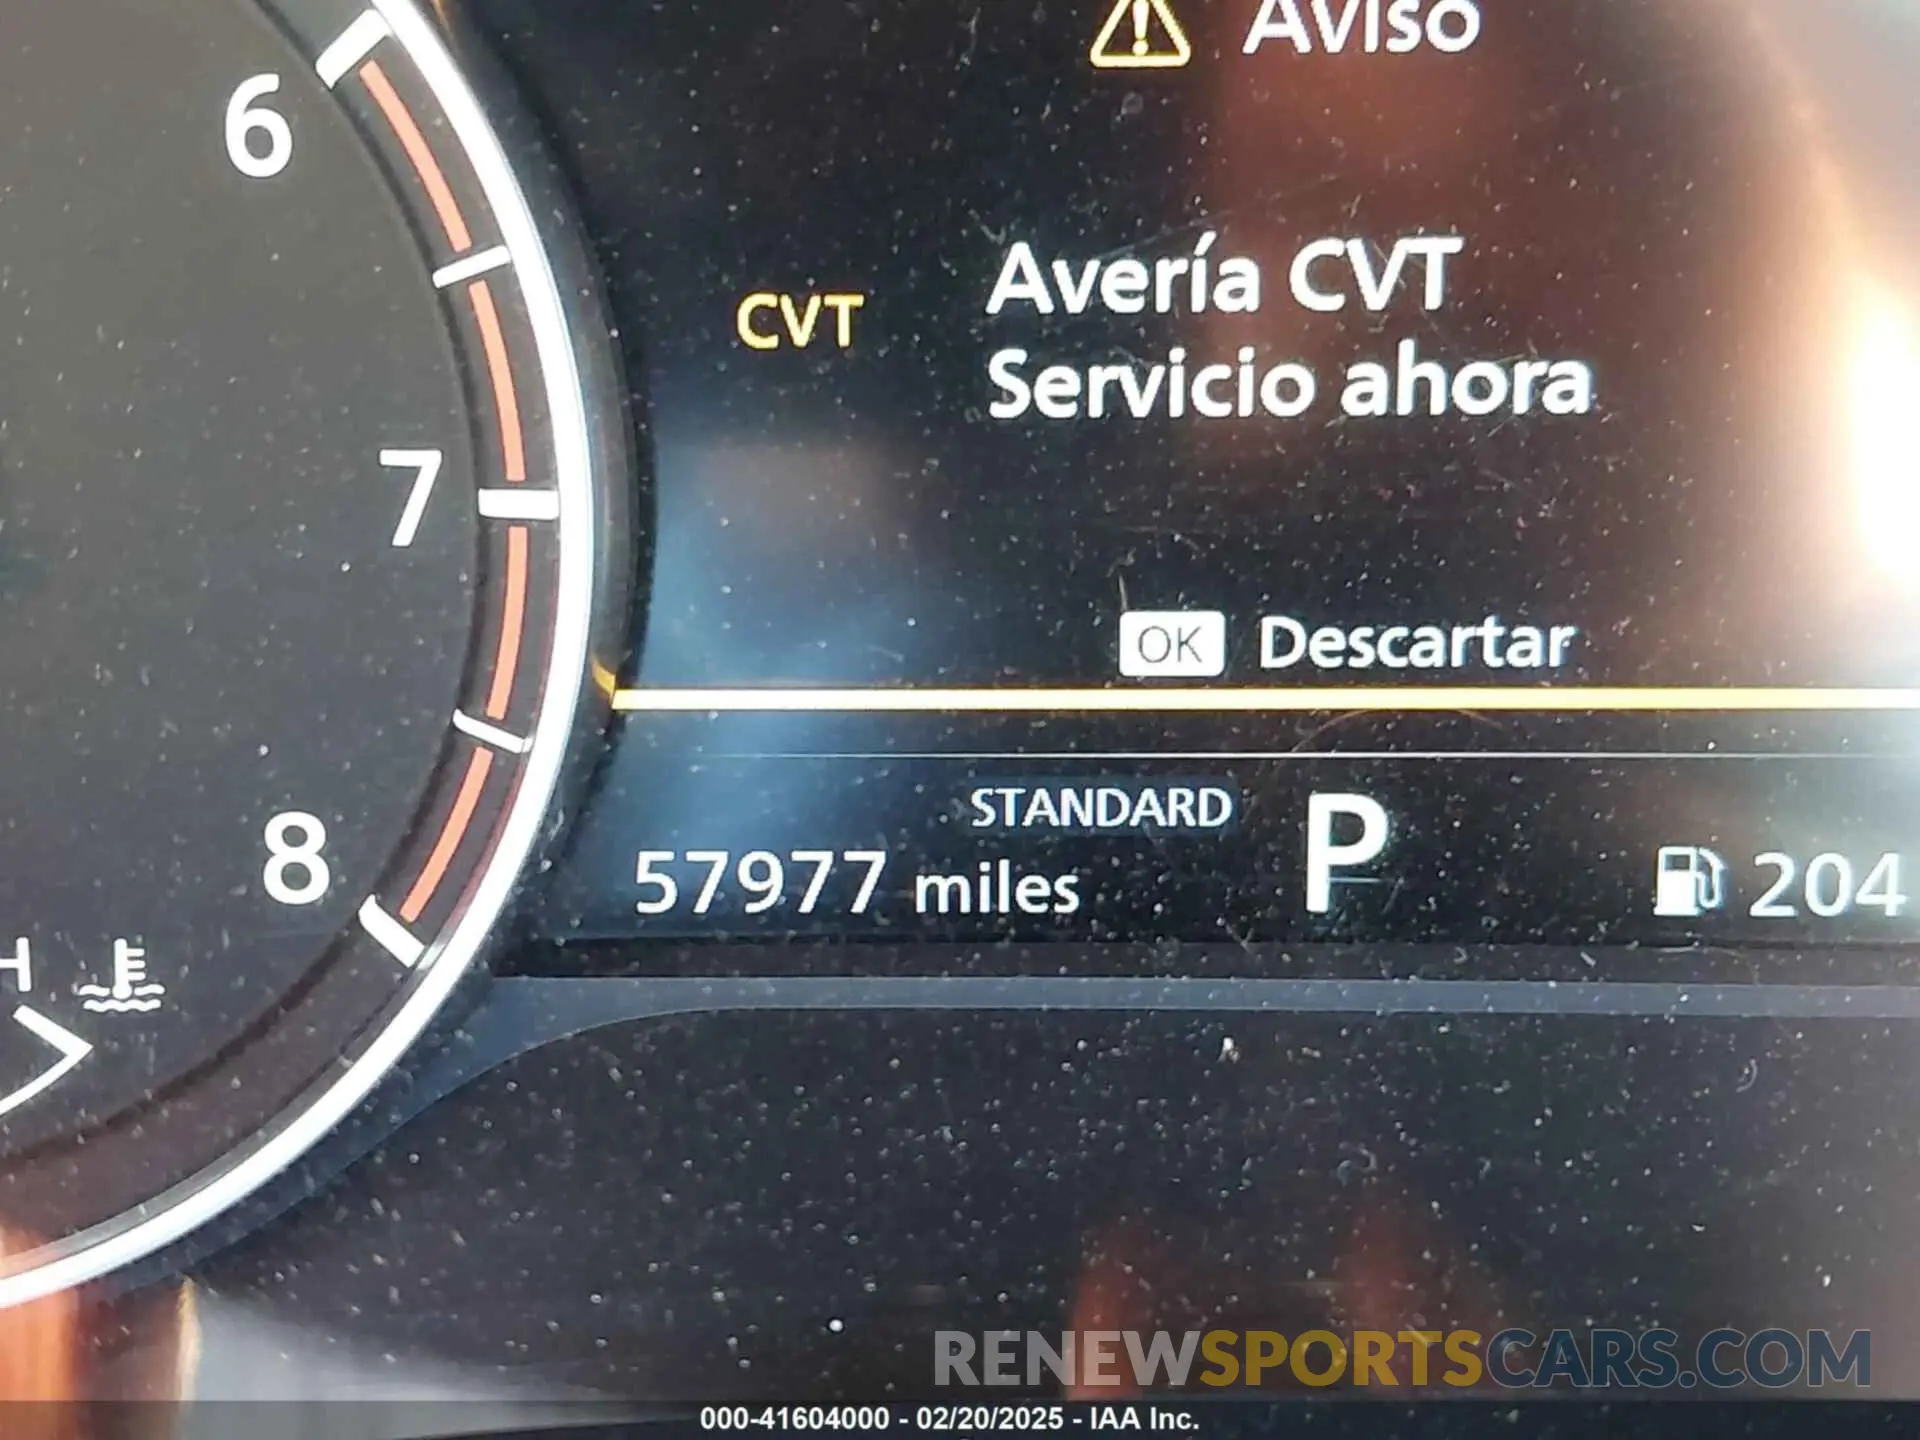 Aviso
6
Avería CVT
CVT
Servicio ahora
7
OK Descartar
STANDARD
P
57977 miles
204
8
H
RENEWSPORTSCARS.COM
000-41604000 - 02/20/2025 - IAA Inc.